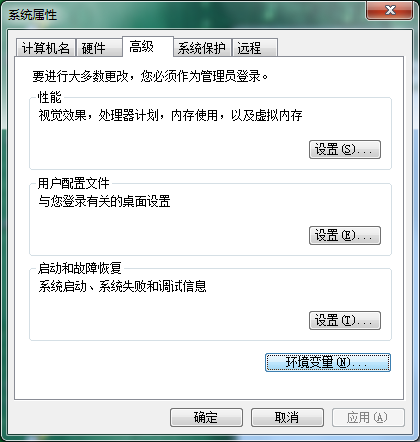 系统属性
计算机名 硬件 高级 系统保护 远程
要进行大多数更改，您必须作为管理员登录。
性能
视觉效果，处理器计划，内存使用，以及虚拟内存
设置(S)...
用户配置文件
与您登录有关的桌面设置
设置(E)...
启动和故障恢复
系统启动、系统失败和调试信息
设置(T)...
环境变量(N)...
确定 取消 应用(A)